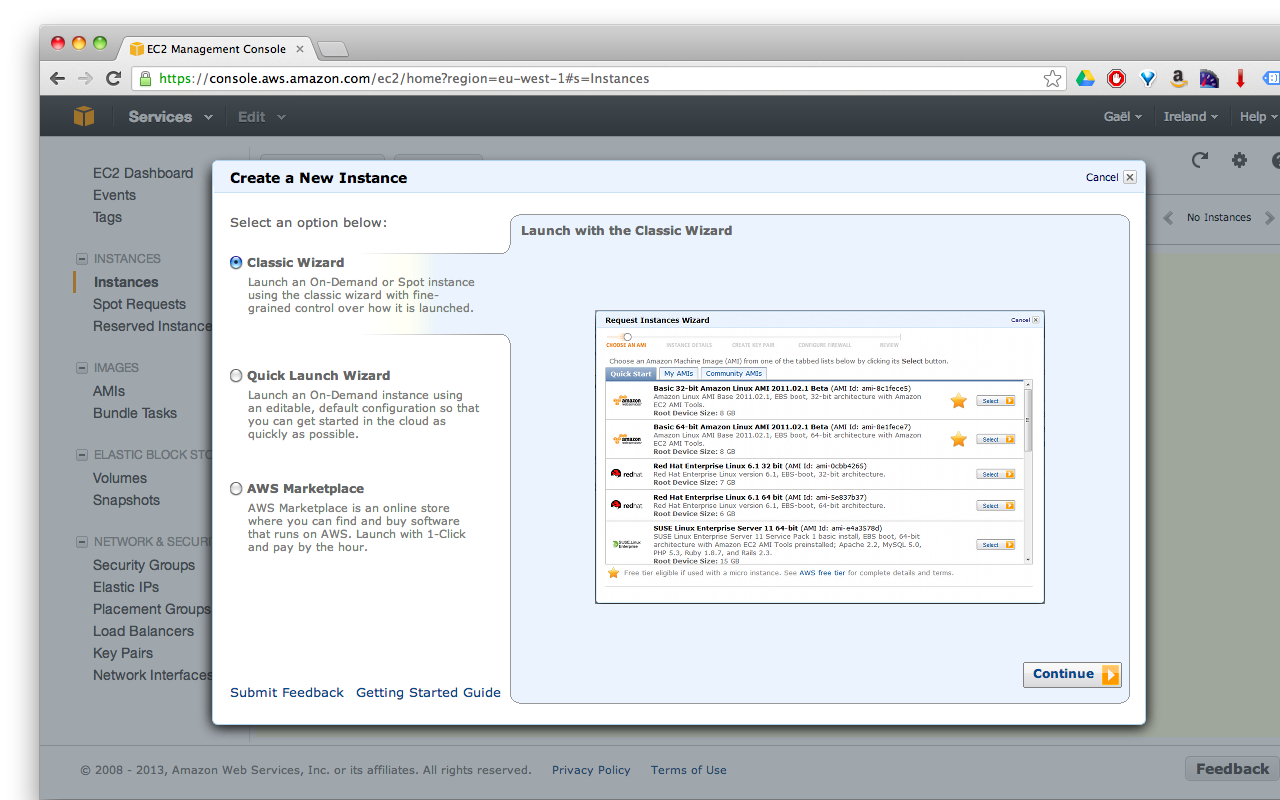 EC2 Management Console
https://console.aws.amazon.com/ec2/home?region=eu-west-1#s=Instances
Services Edit Gaël Ireland Help
EC2 Dashboard
Events
Tags
INSTANCES
Instances
Spot Requests
Reserved Instance
IMAGES
AMIs
Bundle Tasks
ELASTIC BLOCK STO
Volumes
Snapshots
NETWORK & SECURI
Security Groups
Elastic IPs
Placement Groups
Load Balancers
Key Pairs
Network Interfaces
No Instances
Create a New Instance
Cancel
Select an option below:
Classic Wizard
Launch an On-Demand or Spot instance
using the classic wizard with fine-
grained control over how it is launched.
Quick Launch Wizard
Launch an On-Demand instance using
an editable, default configuration so that
you can get started in the cloud as
quickly as possible.
AWS Marketplace
AWS Marketplace is an online store
where you can find and buy software
that runs on AWS. Launch with 1-Click
and pay by the hour.
Submit Feedback Getting Started Guide
Launch with the Classic Wizard
Request Instances Wizard
Cancel
CHOOSE AN AMI INSTANCE DETAILS CREATE KEY PAIR CONFIGURE FIREWALL REVIEW
Choose an Amazon Machine Image (AMI) from one of the tabbed lists below by clicking its Select button.
Quick Start My AMIs Community AMIs
amazon
Basic 32-bit Amazon Linux AMI 2011.02.1 Beta (AMI Id: ami-8c1fece5)
Amazon Linux AMI Base 2011.02.1, EBS boot, 32-bit architecture with Amazon
EC2 AMI Tools.
Root Device Size: 8 GB
Select
amazon
Basic 64-bit Amazon Linux AMI 2011.02.1 Beta (AMI Id: ami-8e1fece7)
Amazon Linux AMI Base 2011.02.1, EBS boot, 64-bit architecture with Amazon
EC2 AMI Tools.
Root Device Size: 8 GB
Select
redhat
Red Hat Enterprise Linux 6.1 32 bit (AMI Id: ami-0cbb4265)
Red Hat Enterprise Linux version 6.1, EBS-boot, 32-bit architecture.
Root Device Size: 7 GB
Select
redhat
Red Hat Enterprise Linux 6.1 64 bit (AMI Id: ami-5e837b37)
Red Hat Enterprise Linux version 6.1, EBS-boot, 64-bit architecture.
Root Device Size: 6 GB
Select
SUSE Linux
Enterprise
SUSE Linux Enterprise Server 11 64-bit (AMI Id: ami-e4a3578d)
SUSE Linux Enterprise Server 11 Service Pack 1 basic install, EBS boot, 64-bit
architecture with Amazon EC2 AMI Tools preinstalled; Apache 2.2, MySQL 5.0,
PHP 5.3, Ruby 1.8.7, and Rails 2.3.
Root Device Size: 15 GB
Select
Free tier eligible if used with a micro instance. See AWS free tier for complete details and terms.
Continue
© 2008 - 2013, Amazon Web Services, Inc. or its affiliates. All rights reserved. Privacy Policy Terms of Use
Feedback